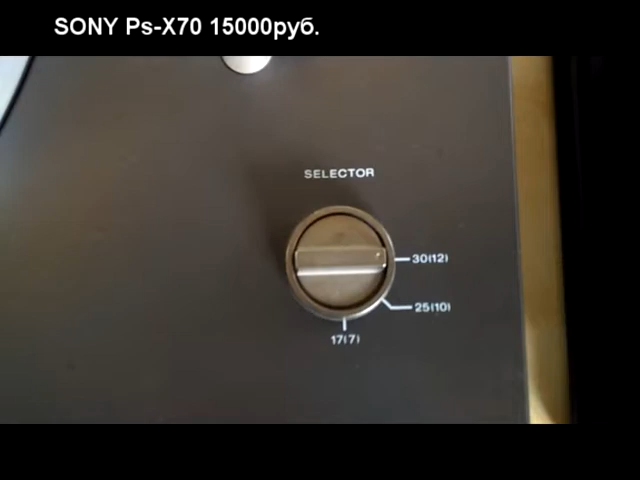 SONY Ps-X70 15000руб.
SELECTOR
30(12)
25(10)
17(7)